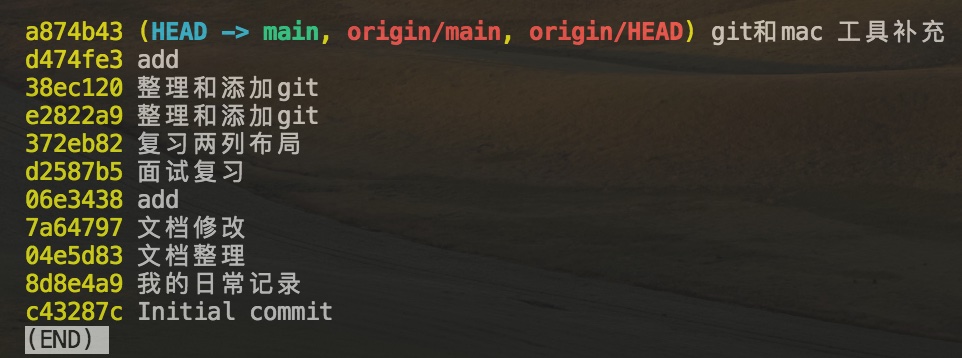 a874b43 (HEAD -> main, origin/main, origin/HEAD) git和mac 工具补充
d474fe3 add
38ec120 整理和添加git
e2822a9 整理和添加git
372eb82 复习两列布局
d2587b5 面试复习
06e3438 add
7a64797 文档修改
04e5d83 文档整理
8d8e4a9 我的日常记录
c43287c Initial commit
(END)